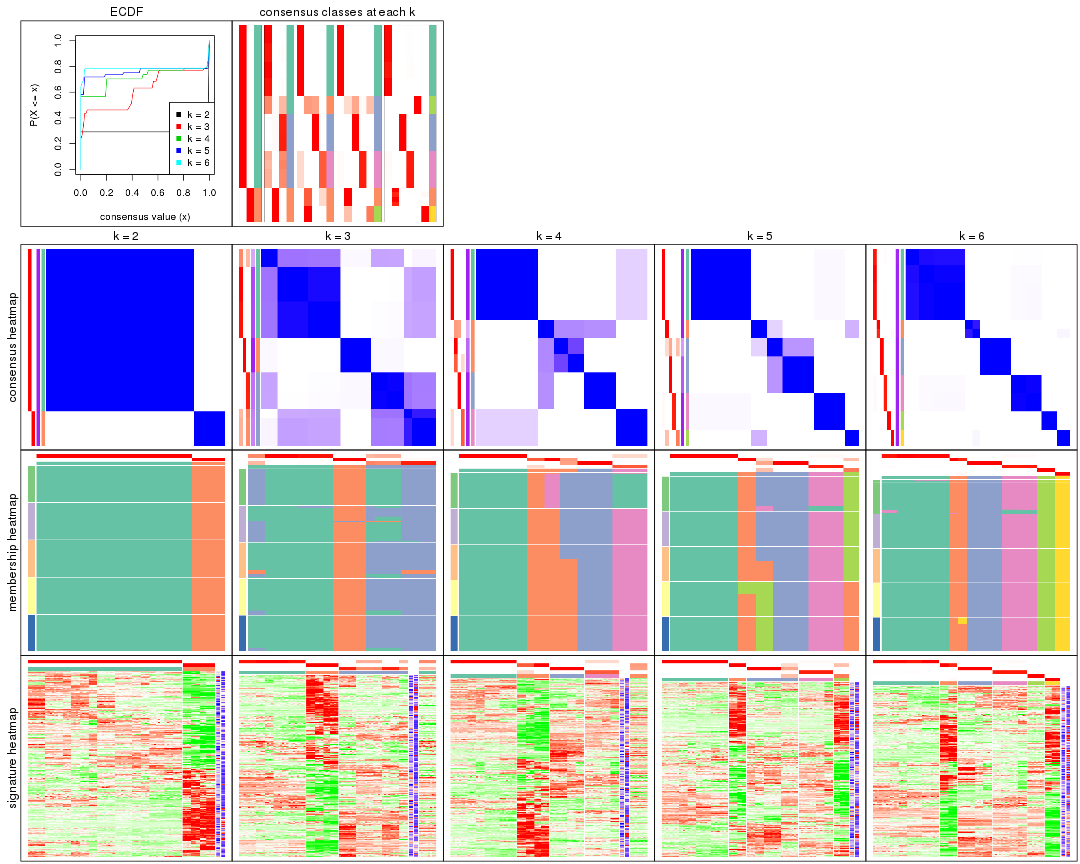 ECDF
consensus classes at each k
P(X <= x)
1.0
0.8
0.6
0.4
0.2
0.0
k = 2
k = 3
k = 4
k = 5
k = 6
0.0 0.2 0.4 0.6 0.8 1.0
consensus value (x)
k = 2
k = 3
k = 4
k = 5
k = 6
consensus heatmap
membership heatmap
signature heatmap